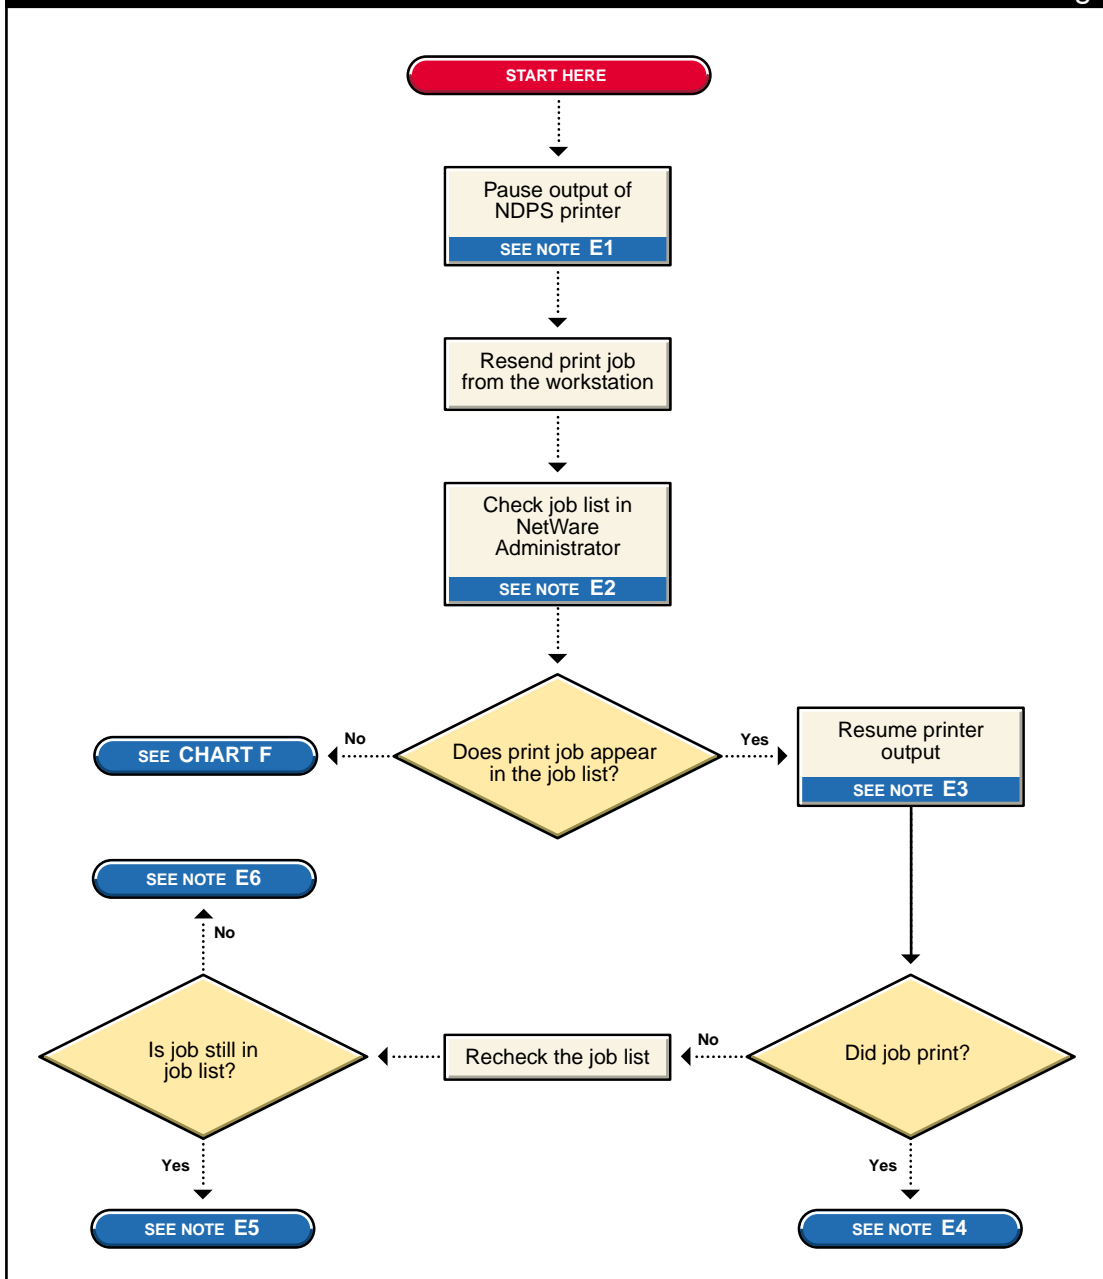 START HERE
Pause output of
NDPS printer
SEE NOTE E1
Resend print job
from the workstation
Check job list in
NetWare
Administrator
SEE NOTE E2
Does print job appear
in the job list?
No
SEE CHART F
Yes
Resume printer
output
SEE NOTE E3
Did job print?
No
Recheck the job list
Is job still in
job list?
No
SEE NOTE E6
Yes
SEE NOTE E5
Yes
SEE NOTE E4